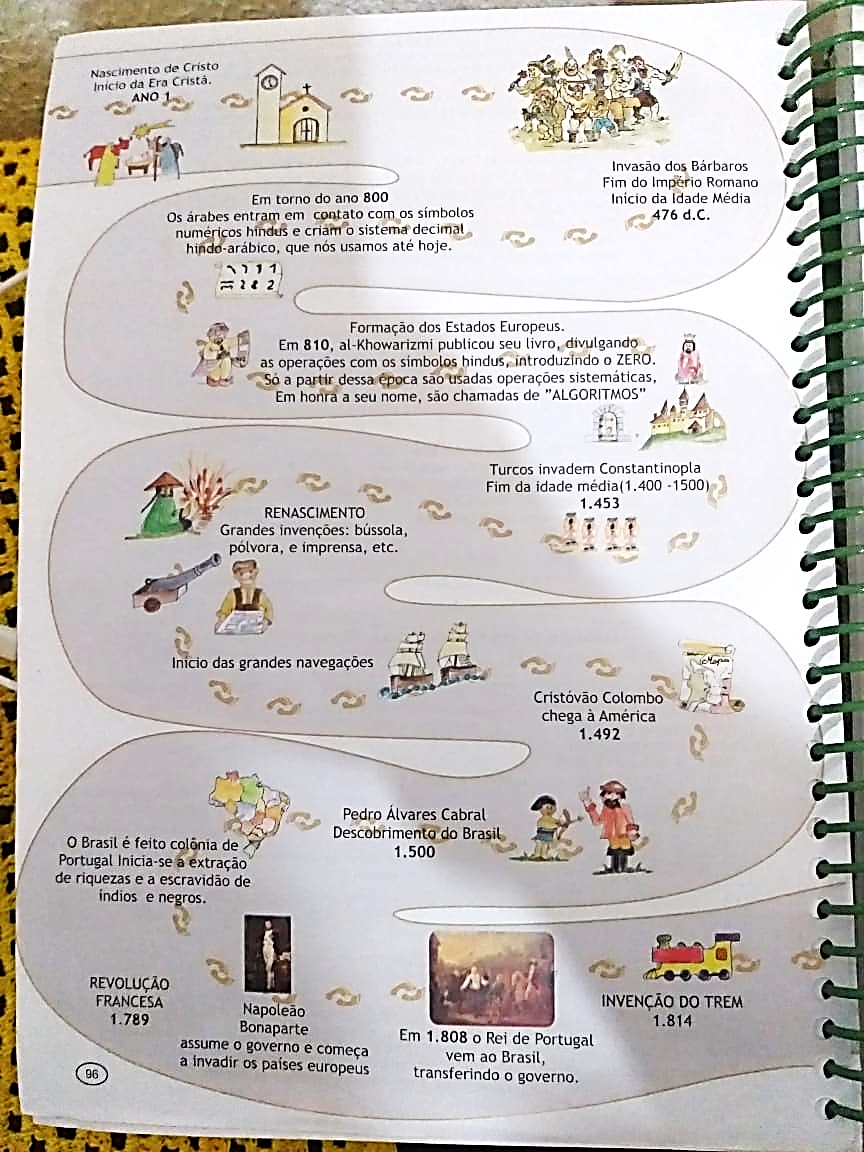 Nascimento de Cristo
Início da Era Cristã.
ANO 1
Invasão dos Bárbaros
Fim do Império Romano
Início da Idade Média
476 d.C.
Em torno do ano 800
Os árabes entram em contato com os símbolos
numéricos hindus e criam o sistema decimal
hindo-arábico, que nós usamos até hoje.
Formação dos Estados Europeus.
Em 810, al-Khowarizmi publicou seu livro, divulgando
as operações com os símbolos hindus, introduzindo o ZERO.
Só a partir dessa época são usadas operações sistemáticas,
Em honra a seu nome, são chamadas de "ALGORITMOS"
Turcos invadem Constantinopla
Fim da idade média(1.400 -1500)
1.453
RENASCIMENTO
Grandes invenções: bússola,
pólvora, e imprensa, etc.
Início das grandes navegações
Cristóvão Colombo
chega à América
1.492
Pedro Álvares Cabral
Descobrimento do Brasil
1.500
O Brasil é feito colônia de
Portugal Inicia-se a extração
de riquezas e a escravidão de
índios e negros.
REVOLUÇÃO
FRANCESA
1.789
Napoleão
Bonaparte
assume o governo e começa
a invadir os países europeus
Em 1.808 o Rei de Portugal
vem ao Brasil,
transferindo o governo.
INVENÇÃO DO TREM
1.814
96